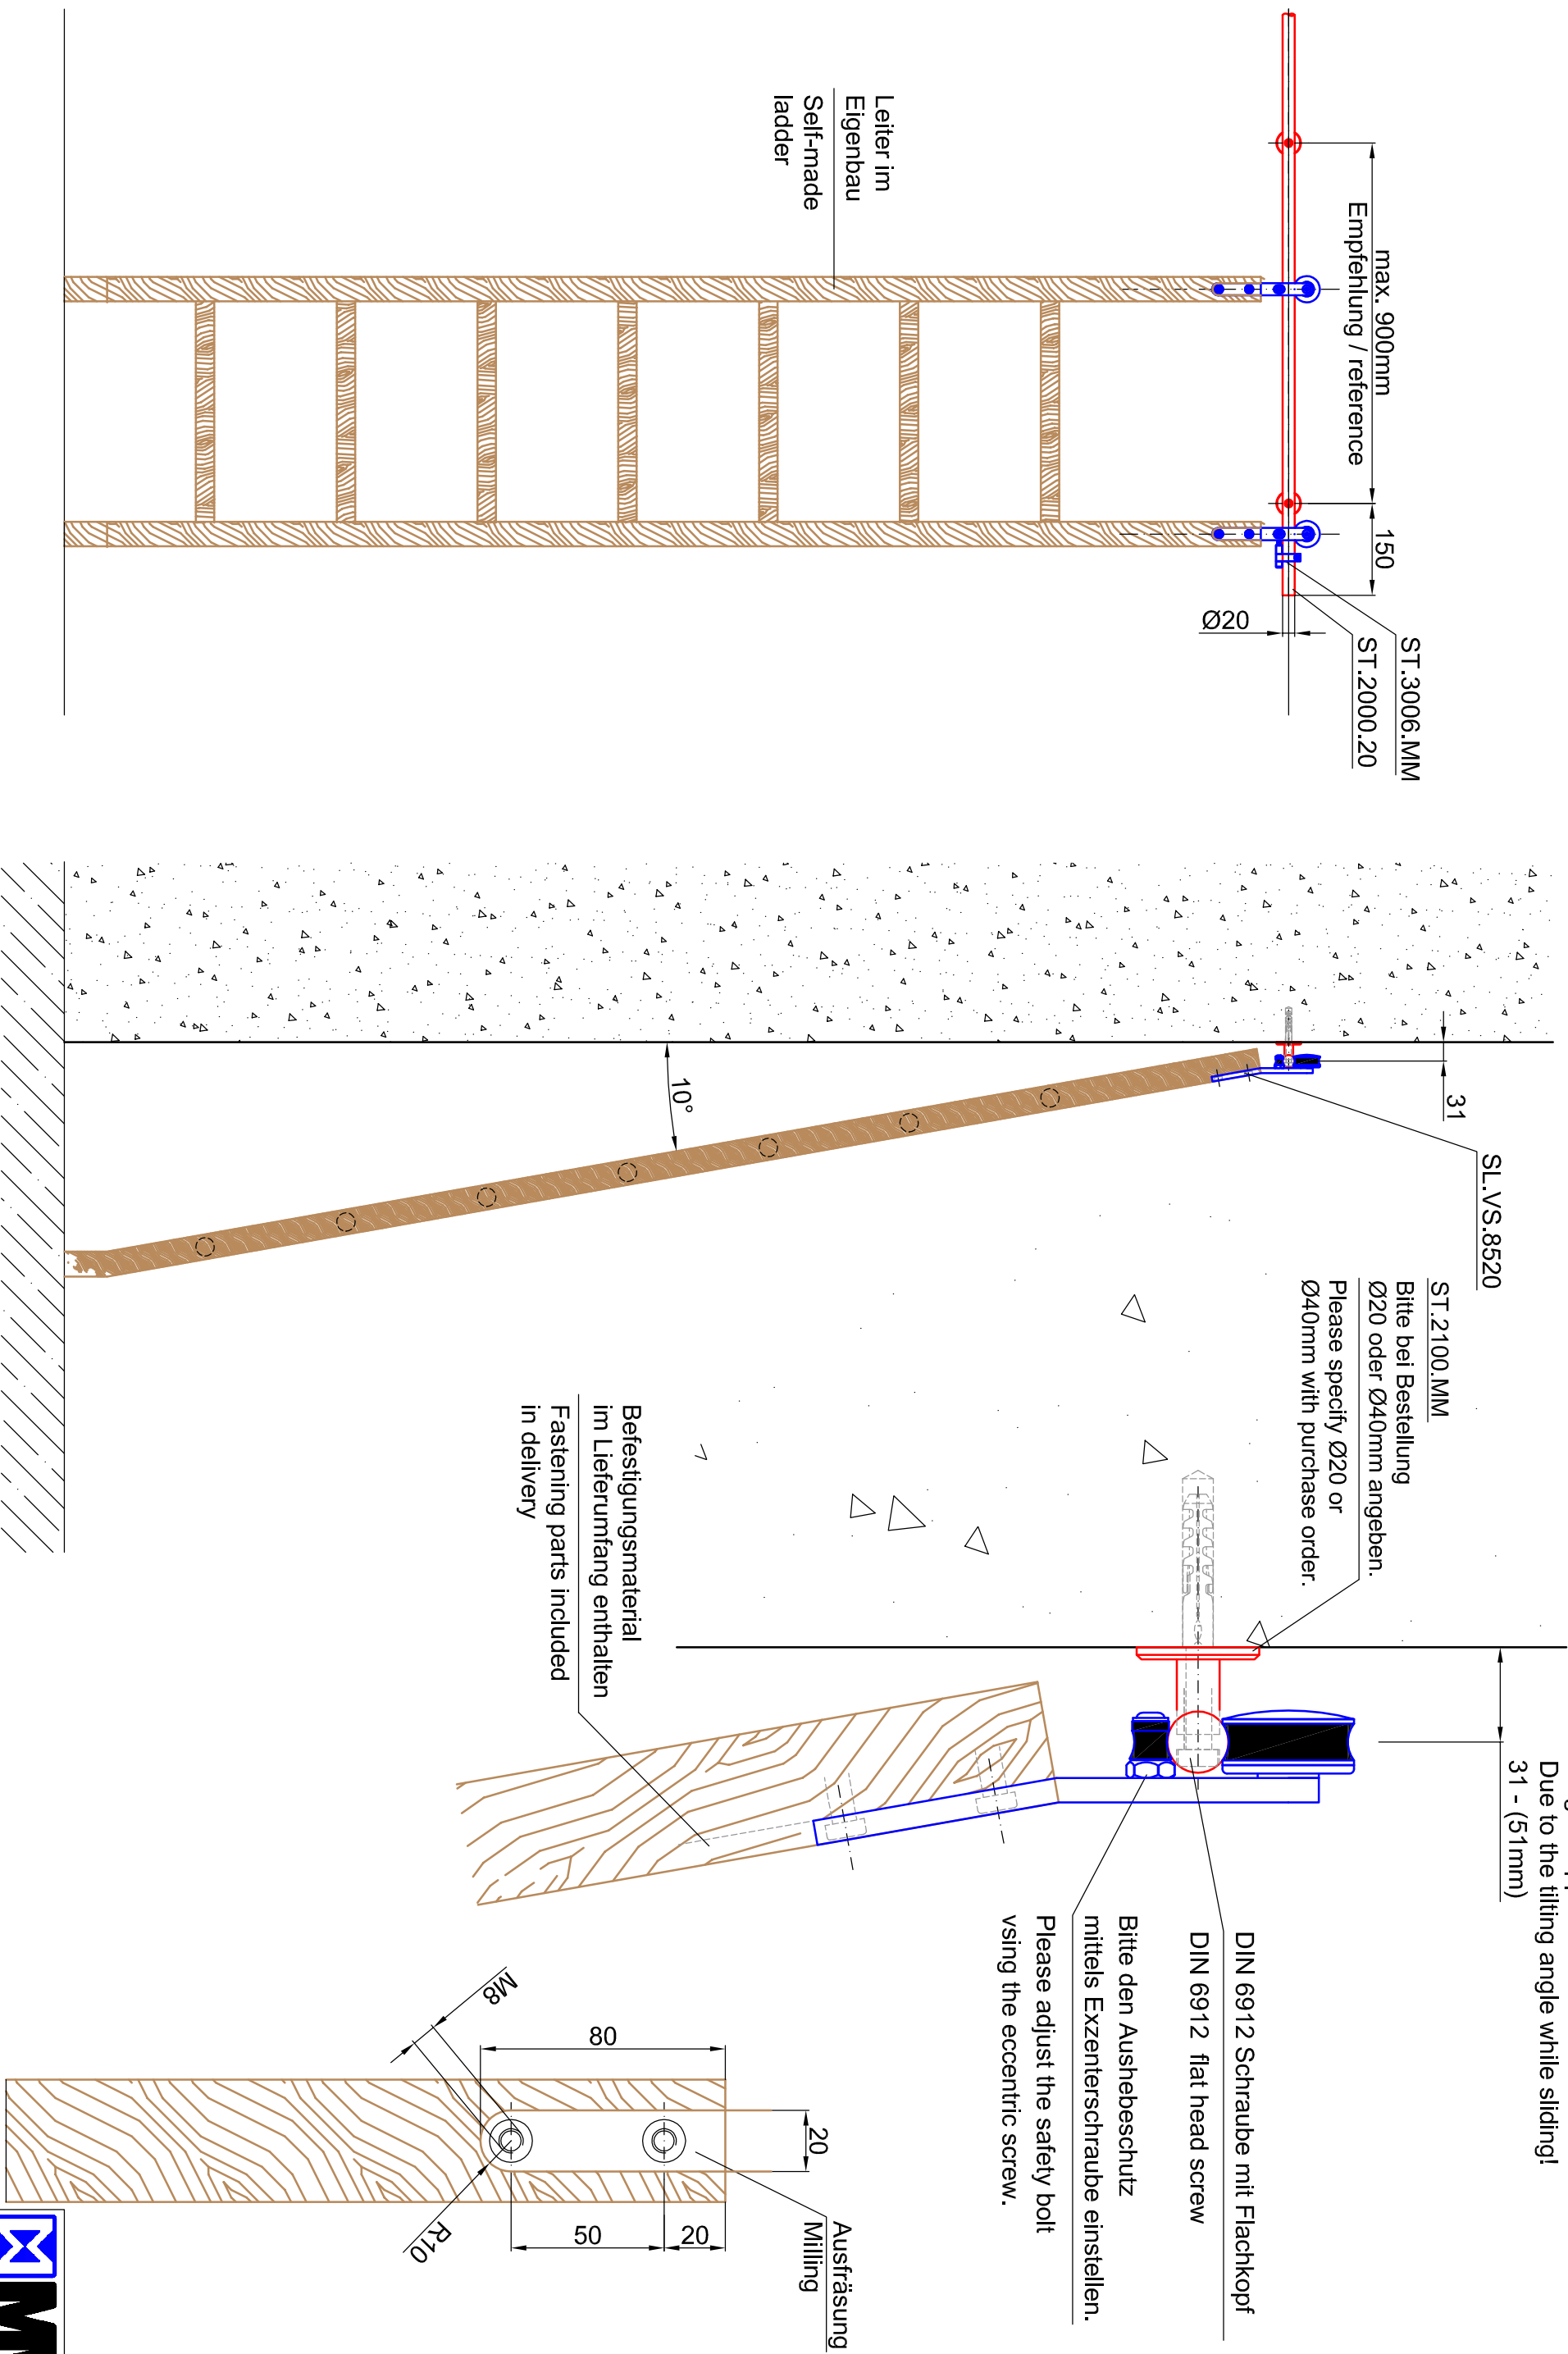 max. 900mm
Empfehlung / reference
150
Ø20
ST.3006.MM
ST.2000.20
Leiter im
Eigenbau
Self-made
ladder
31
SL.VS.8520
10°
ST.2100.MM
Bitte bei Bestellung
Ø20 oder Ø40mm angeben.
Please specify Ø20 or
Ø40mm with purchase order.
Befestigungsmaterial
im Lieferumfang enthalten
Fastening parts included
in delivery
Due to the tilting angle while sliding!
31 - (51mm)
DIN 6912 Schraube mit Flachkopf
DIN 6912 flat head screw
Bitte den Aushebeschutz
mittels Exzenterschraube einstellen.
Please adjust the safety bolt
vsing the eccentric screw.
M8
80
20
50
20
R10
Ausfräsung
Milling